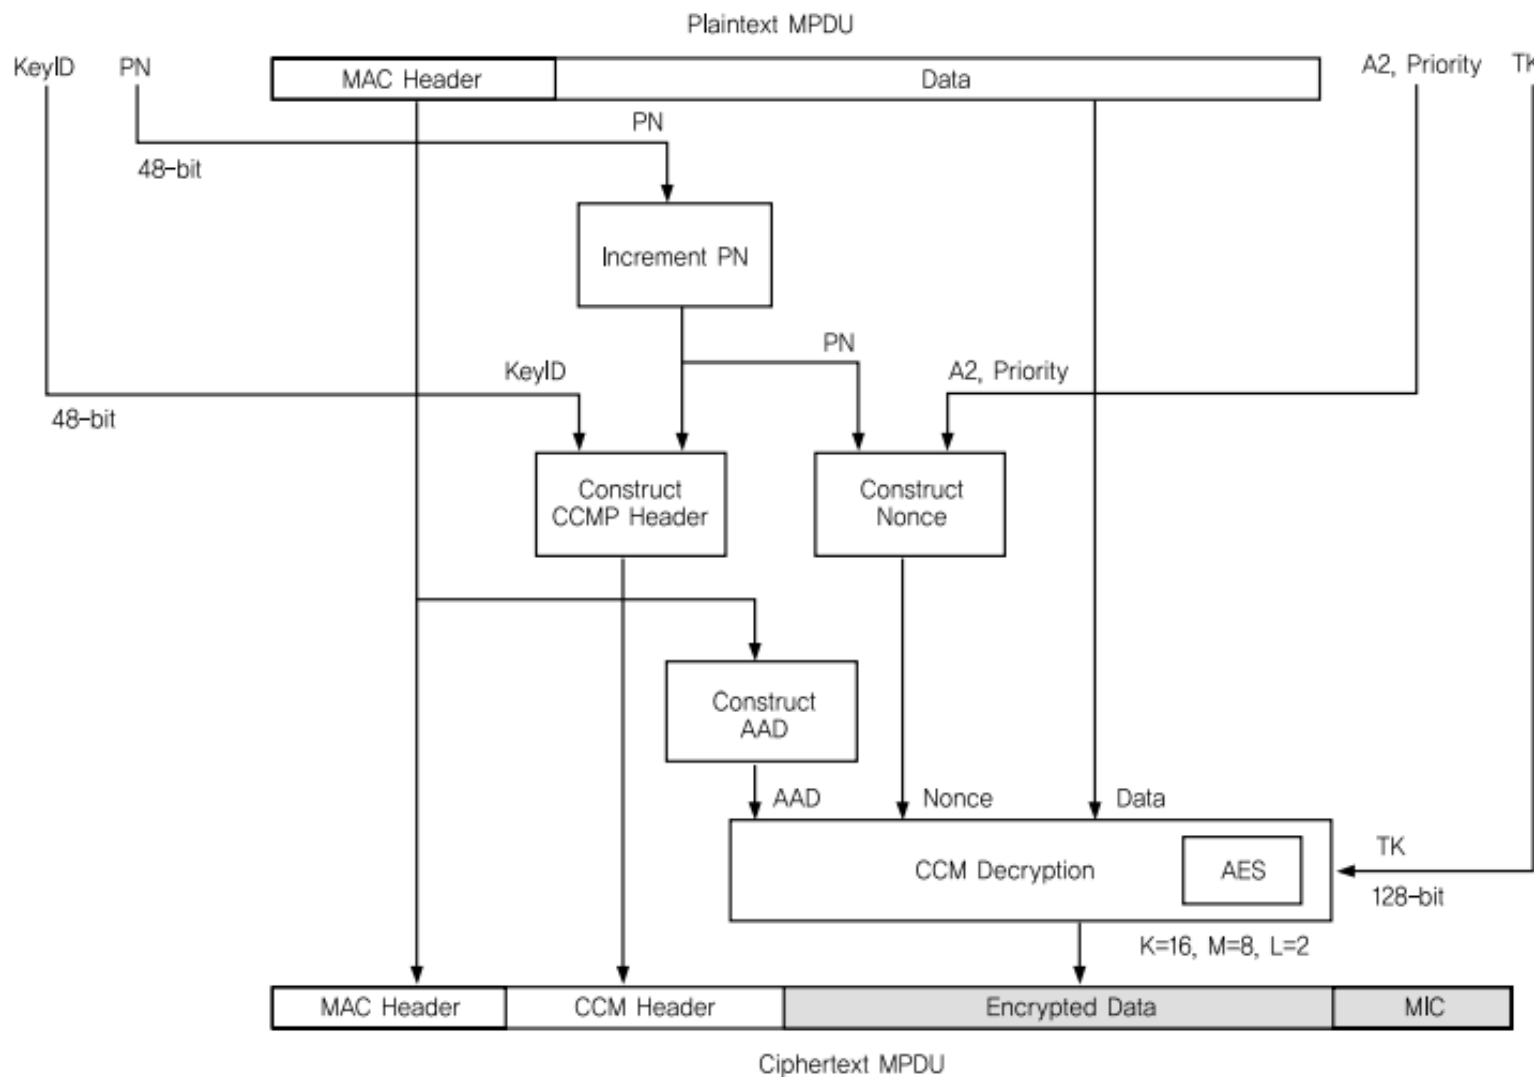 Plaintext MPDU
KeyID PN MAC Header Data A2, Priority TK
PN
48-bit
Increment PN
PN
KeyID A2, Priority
48-bit
Construct
CCMP Header
Construct
Nonce
Construct
AAD
AAD Nonce Data
CCM Decryption AES TK
128-bit
K=16, M=8, L=2
MAC Header CCM Header Encrypted Data MIC
Ciphertext MPDU